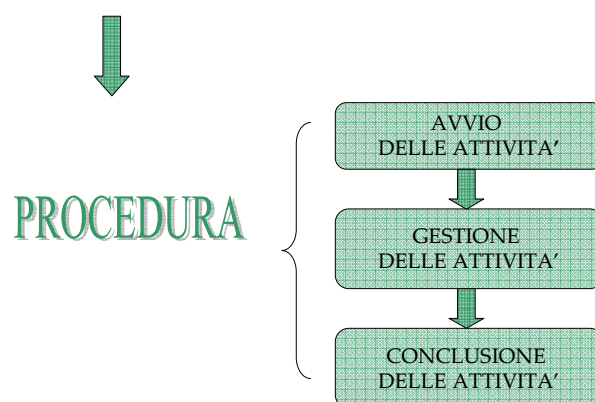 PROCEDURA
AVVIO
DELLE ATTIVITA’
GESTIONE
DELLE ATTIVITA’
CONCLUSIONE
DELLE ATTIVITA’